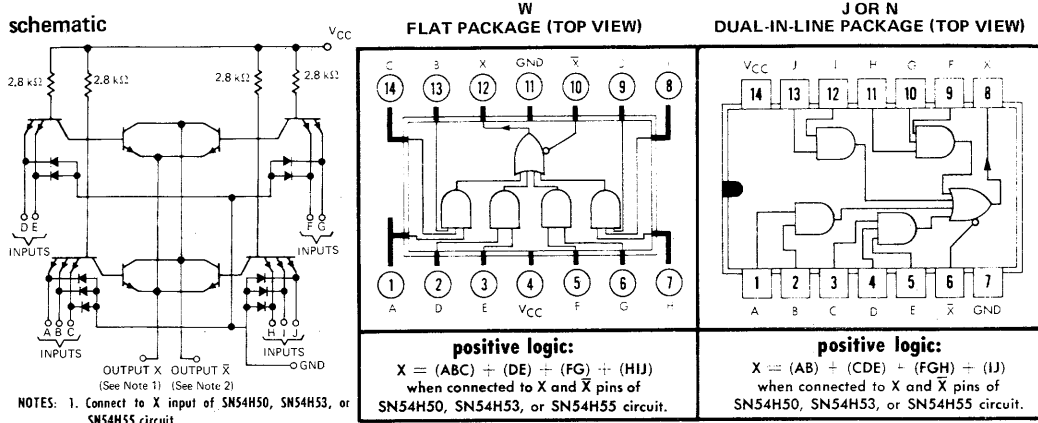 schematic
VCC
2.8 kΩ
2.8 kΩ
2.8 kΩ
2.8 kΩ
D E
INPUTS
F G
INPUTS
A B C
INPUTS
H I J
INPUTS
GND
OUTPUT X
(See Note 1)
OUTPUT X̅
(See Note 2)
NOTES: 1. Connect to X input of SN54H50, SN54H53, or
SN54H55 circuit.
W
FLAT PACKAGE (TOP VIEW)
C B X GND X̅ J I
14 13 12 11 10 9 8
1 2 3 4 5 6 7
A D E VCC F G H
positive logic:
X = (ABC) + (DE) + (FG) + (HIJ)
when connected to X and X̅ pins of
SN54H50, SN54H53, or SN54H55 circuit.
J OR N
DUAL-IN-LINE PACKAGE (TOP VIEW)
VCC J I H G F X
14 13 12 11 10 9 8
1 2 3 4 5 6 7
A B C D E X̅ GND
positive logic:
X = (AB) + (CDE) + (FGH) + (IJ)
when connected to X and X̅ pins of
SN54H50, SN54H53, or SN54H55 circuit.